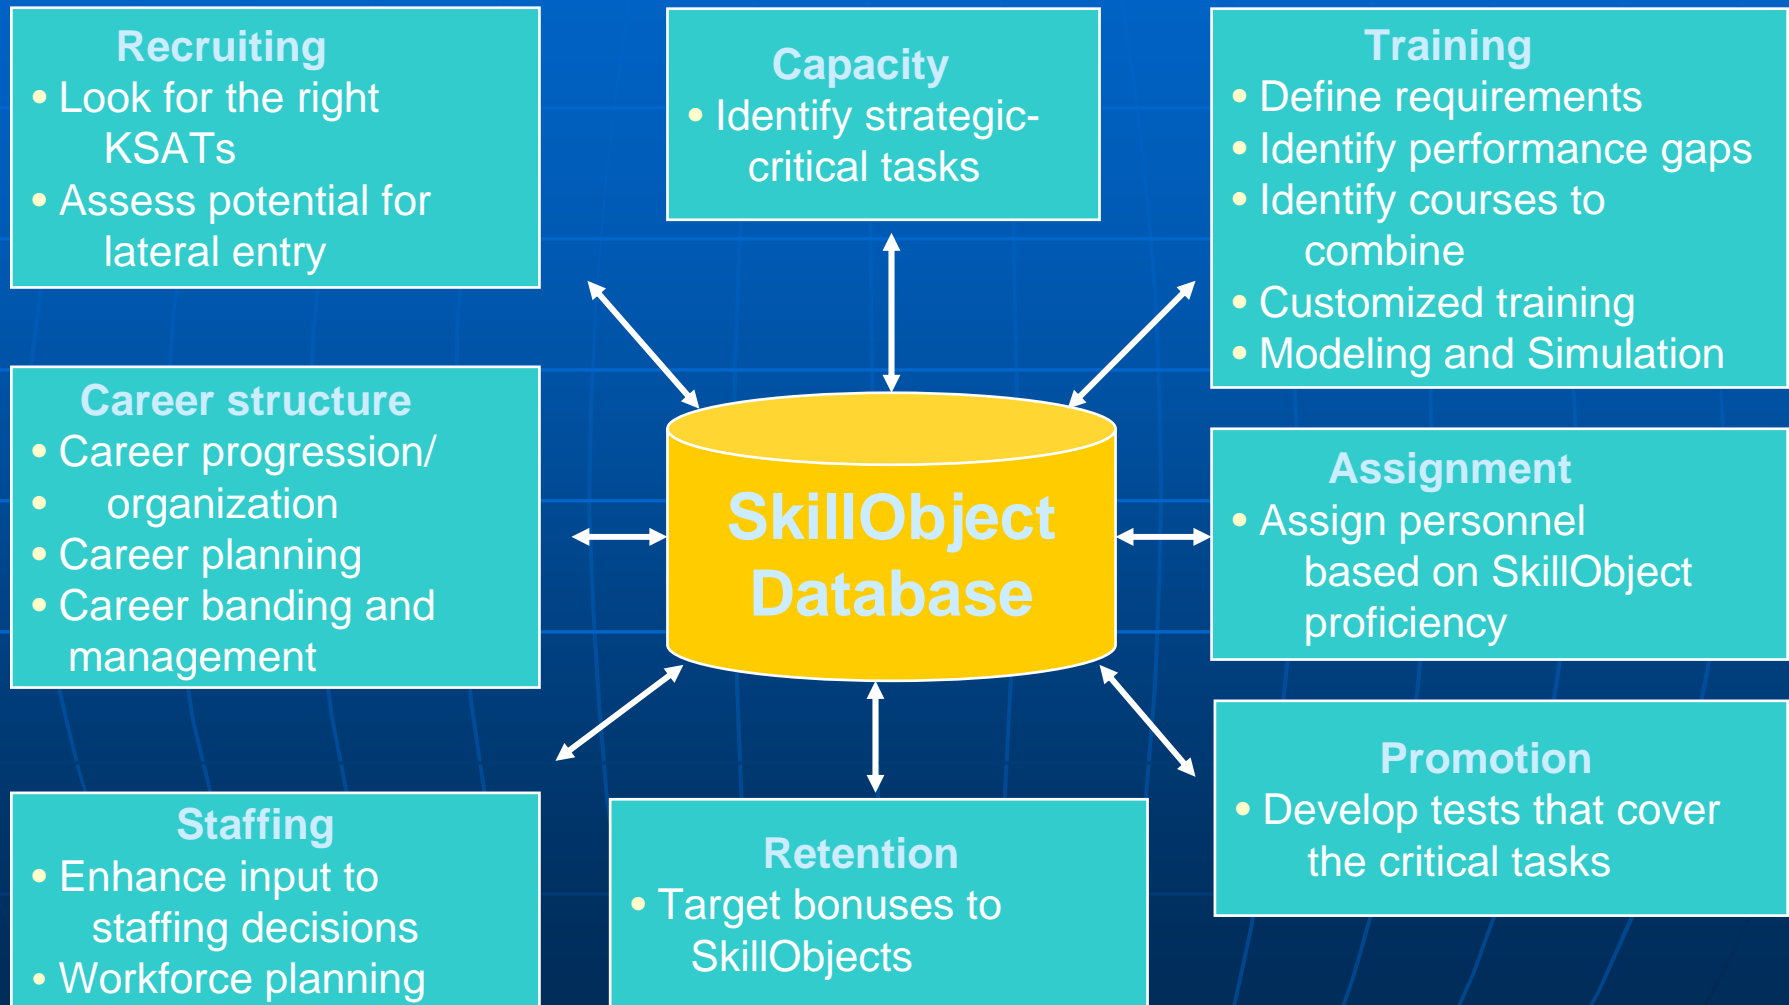 Recruiting
• Look for the right
KSATs
• Assess potential for
lateral entry
Capacity
• Identify strategic-
critical tasks
Training
• Define requirements
• Identify performance gaps
• Identify courses to
combine
• Customized training
• Modeling and Simulation
Career structure
• Career progression/
• organization
• Career planning
• Career banding and
management
SkillObject
Database
Assignment
• Assign personnel
based on SkillObject
proficiency
Staffing
• Enhance input to
staffing decisions
• Workforce planning
Retention
• Target bonuses to
SkillObjects
Promotion
• Develop tests that cover
the critical tasks